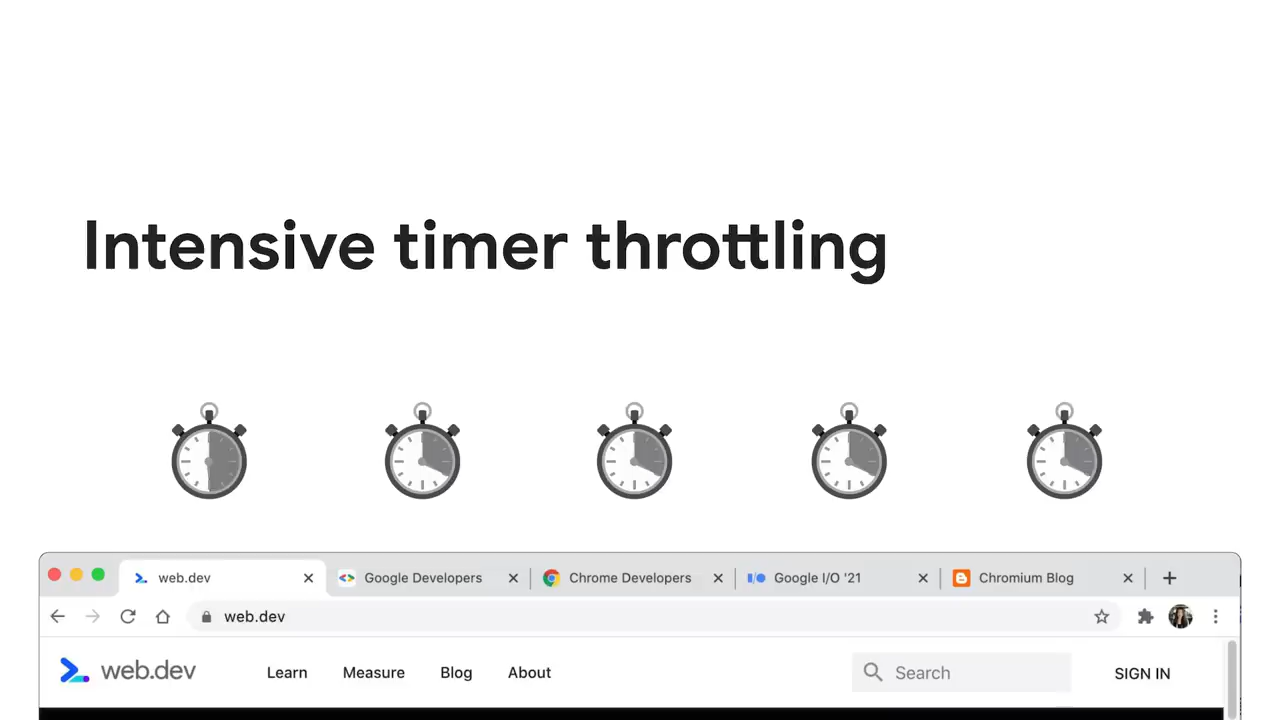 Intensive timer throttling
web.dev Google Developers Chrome Developers Google I/O '21 Chromium Blog
web.dev
web.dev Learn Measure Blog About Search SIGN IN